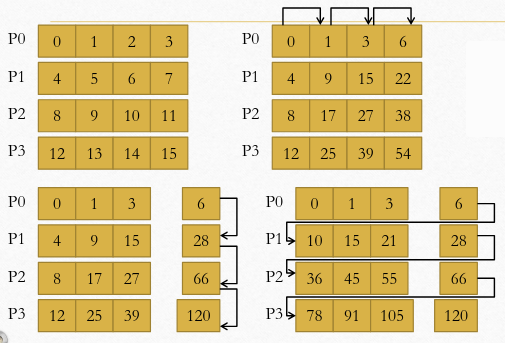 P0 0 1 2 3
P1 4 5 6 7
P2 8 9 10 11
P3 12 13 14 15
P0 0 1 3 6
P1 4 9 15 22
P2 8 17 27 38
P3 12 25 39 54
P0 0 1 3 6
P1 4 9 15 28
P2 8 17 27 66
P3 12 25 39 120
P0 0 1 3 6
P1 10 15 21 28
P2 36 45 55 66
P3 78 91 105 120